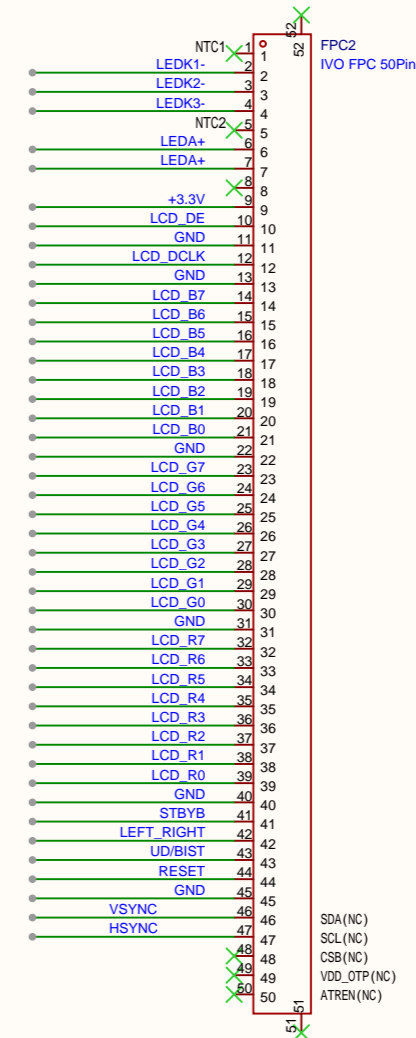 52
52
FPC2
IVO FPC 50Pin
NTC1 1 1
LEDK1- 2 2
LEDK2- 3 3
LEDK3- 4 4
NTC2 5 5
LEDA+ 6 6
LEDA+ 7 7
8 8
+3.3V 9 9
LCD_DE 10 10
GND 11 11
LCD_DCLK 12 12
GND 13 13
LCD_B7 14 14
LCD_B6 15 15
LCD_B5 16 16
LCD_B4 17 17
LCD_B3 18 18
LCD_B2 19 19
LCD_B1 20 20
LCD_B0 21 21
GND 22 22
LCD_G7 23 23
LCD_G6 24 24
LCD_G5 25 25
LCD_G4 26 26
LCD_G3 27 27
LCD_G2 28 28
LCD_G1 29 29
LCD_G0 30 30
GND 31 31
LCD_R7 32 32
LCD_R6 33 33
LCD_R5 34 34
LCD_R4 35 35
LCD_R3 36 36
LCD_R2 37 37
LCD_R1 38 38
LCD_R0 39 39
GND 40 40
STBYB 41 41
LEFT_RIGHT 42 42
UD/BIST 43 43
RESET 44 44
GND 45 45
VSYNC 46 46 SDA(NC)
HSYNC 47 47 SCL(NC)
48 48 CSB(NC)
49 49 VDD_OTP(NC)
50 50 ATREN(NC)
51
51